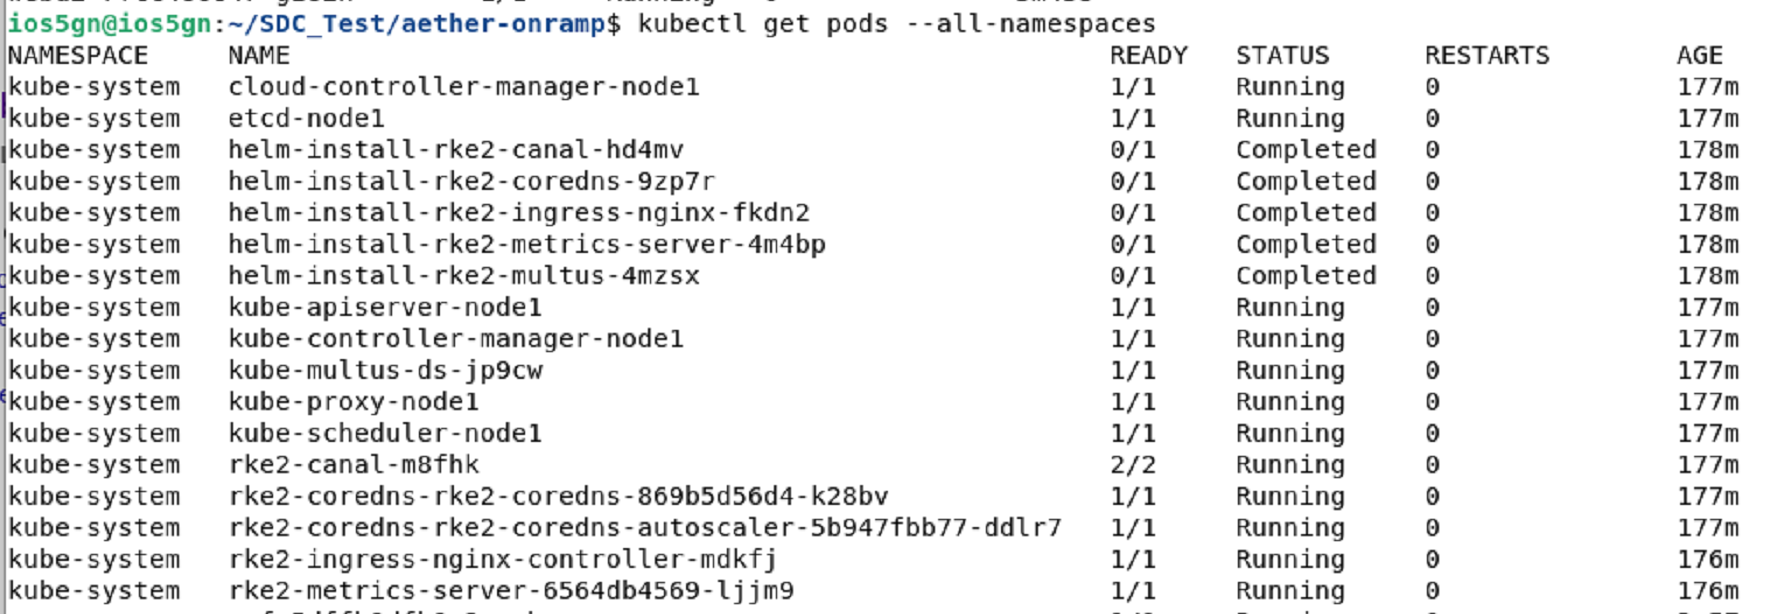 ios5gn@ios5gn:~/SDC_Test/aether-onramp$ kubectl get pods --all-namespaces
NAMESPACE NAME READY STATUS RESTARTS AGE
kube-system cloud-controller-manager-node1 1/1 Running 0 177m
kube-system etcd-node1 1/1 Running 0 177m
kube-system helm-install-rke2-canal-hd4mv 0/1 Completed 0 178m
kube-system helm-install-rke2-coredns-9zp7r 0/1 Completed 0 178m
kube-system helm-install-rke2-ingress-nginx-fkdn2 0/1 Completed 0 178m
kube-system helm-install-rke2-metrics-server-4m4bp 0/1 Completed 0 178m
kube-system helm-install-rke2-multus-4mzsx 0/1 Completed 0 178m
kube-system kube-apiserver-node1 1/1 Running 0 177m
kube-system kube-controller-manager-node1 1/1 Running 0 177m
kube-system kube-multus-ds-jp9cw 1/1 Running 0 177m
kube-system kube-proxy-node1 1/1 Running 0 177m
kube-system kube-scheduler-node1 1/1 Running 0 177m
kube-system rke2-canal-m8fhk 2/2 Running 0 177m
kube-system rke2-coredns-rke2-coredns-869b5d56d4-k28bv 1/1 Running 0 177m
kube-system rke2-coredns-rke2-coredns-autoscaler-5b947fbb77-ddlr7 1/1 Running 0 177m
kube-system rke2-ingress-nginx-controller-mdkfj 1/1 Running 0 176m
kube-system rke2-metrics-server-6564db4569-ljjm9 1/1 Running 0 176m